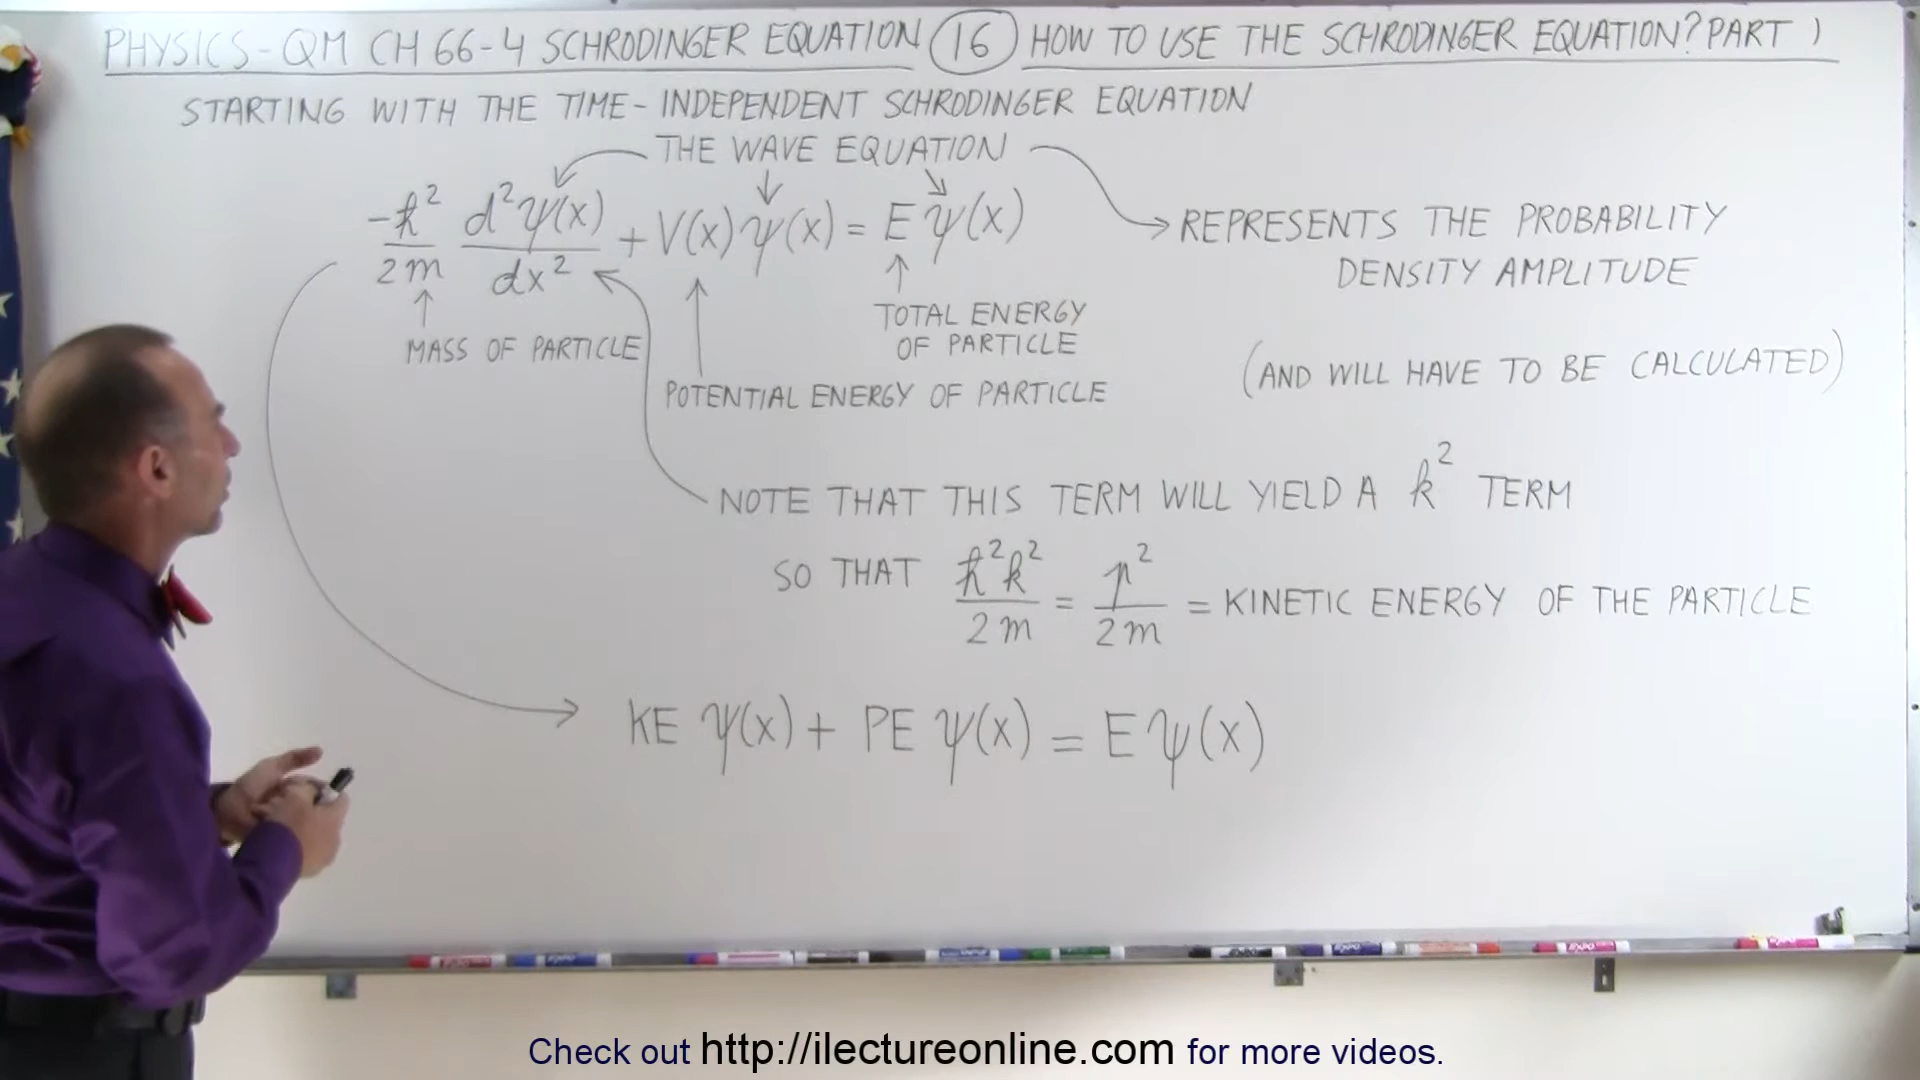 PHYSICS - QM CH 66-4 SCHRODINGER EQUATION 16 HOW TO USE THE SCHRODINGER EQUATION? PART 1
STARTING WITH THE TIME-INDEPENDENT SCHRODINGER EQUATION
THE WAVE EQUATION
-ℏ²/2m d²ψ(x)/dx² + V(x)ψ(x) = Eψ(x)
REPRESENTS THE PROBABILITY
DENSITY AMPLITUDE
TOTAL ENERGY
OF PARTICLE
MASS OF PARTICLE
(AND WILL HAVE TO BE CALCULATED)
POTENTIAL ENERGY OF PARTICLE
NOTE THAT THIS TERM WILL YIELD A k² TERM
SO THAT ℏ²k²/2m = p²/2m = KINETIC ENERGY OF THE PARTICLE
KE ψ(x) + PE ψ(x) = E ψ(x)
Check out http://ilectureonline.com for more videos.